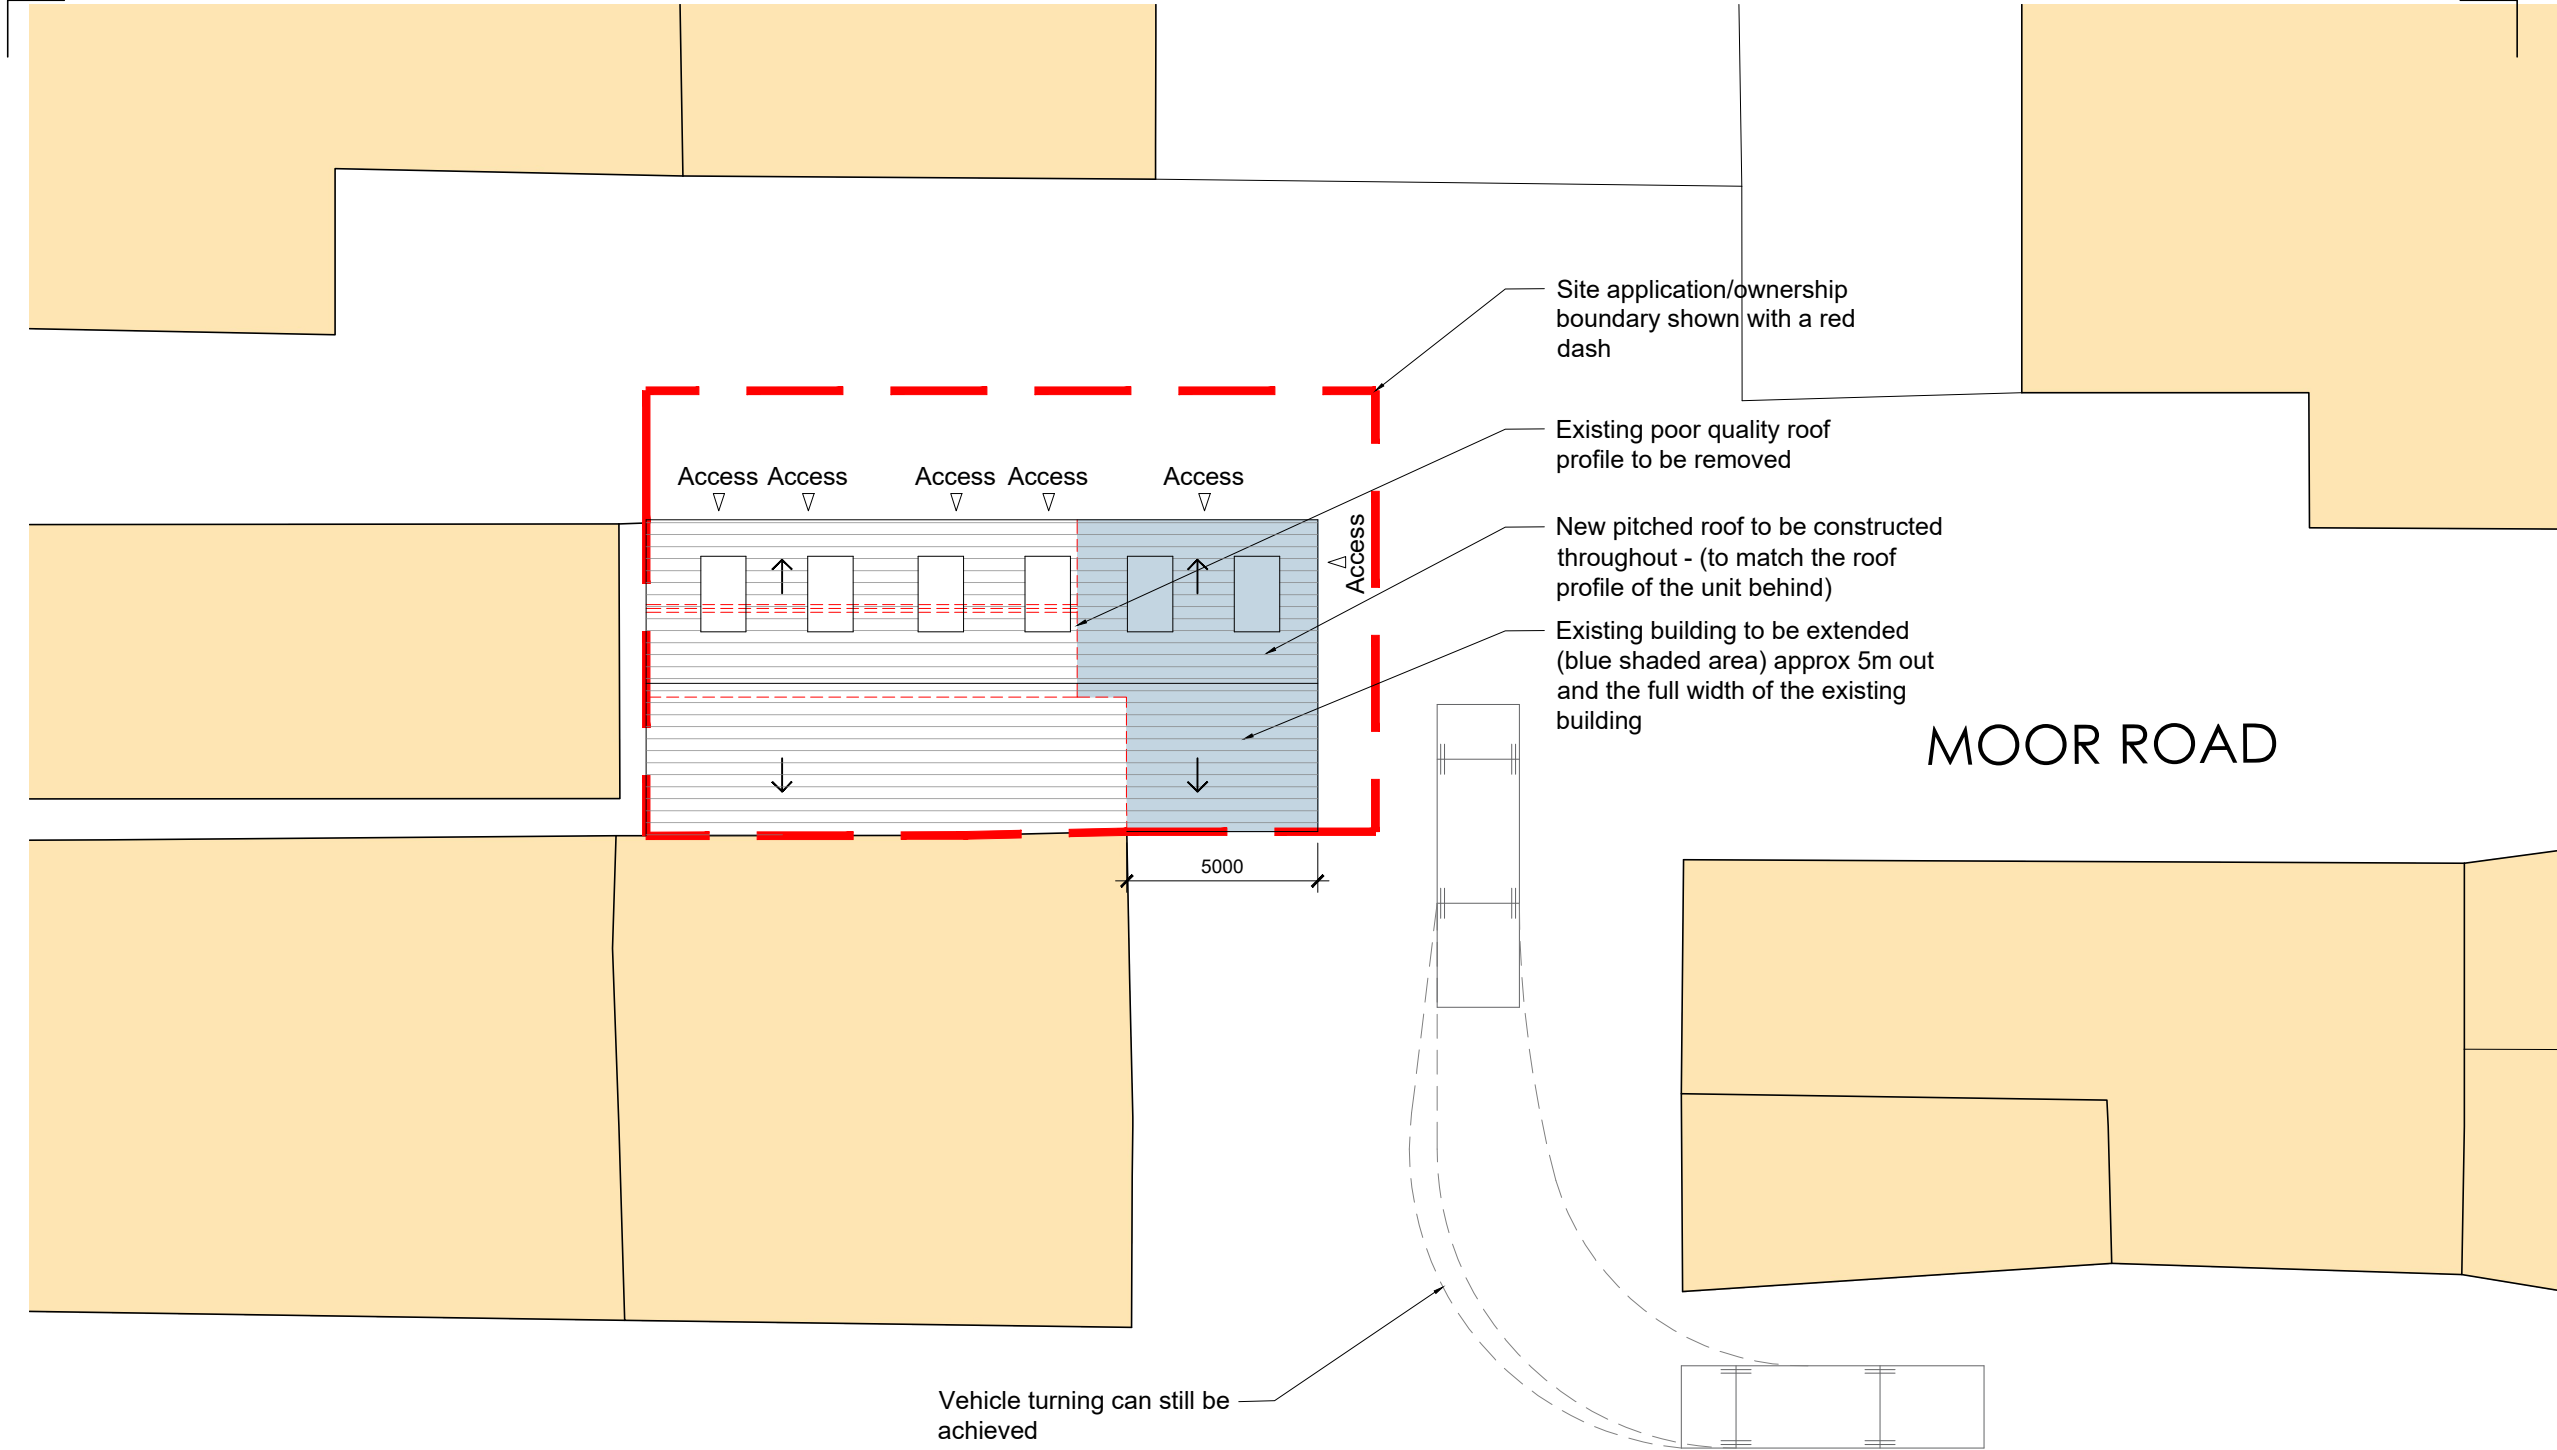 Site application/ownership
boundary shown with a red
dash
Existing poor quality roof
profile to be removed
Access Access Access Access Access
Access
New pitched roof to be constructed
throughout - (to match the roof
profile of the unit behind)
Existing building to be extended
(blue shaded area) approx 5m out
and the full width of the existing
building
MOOR ROAD
5000
Vehicle turning can still be
achieved